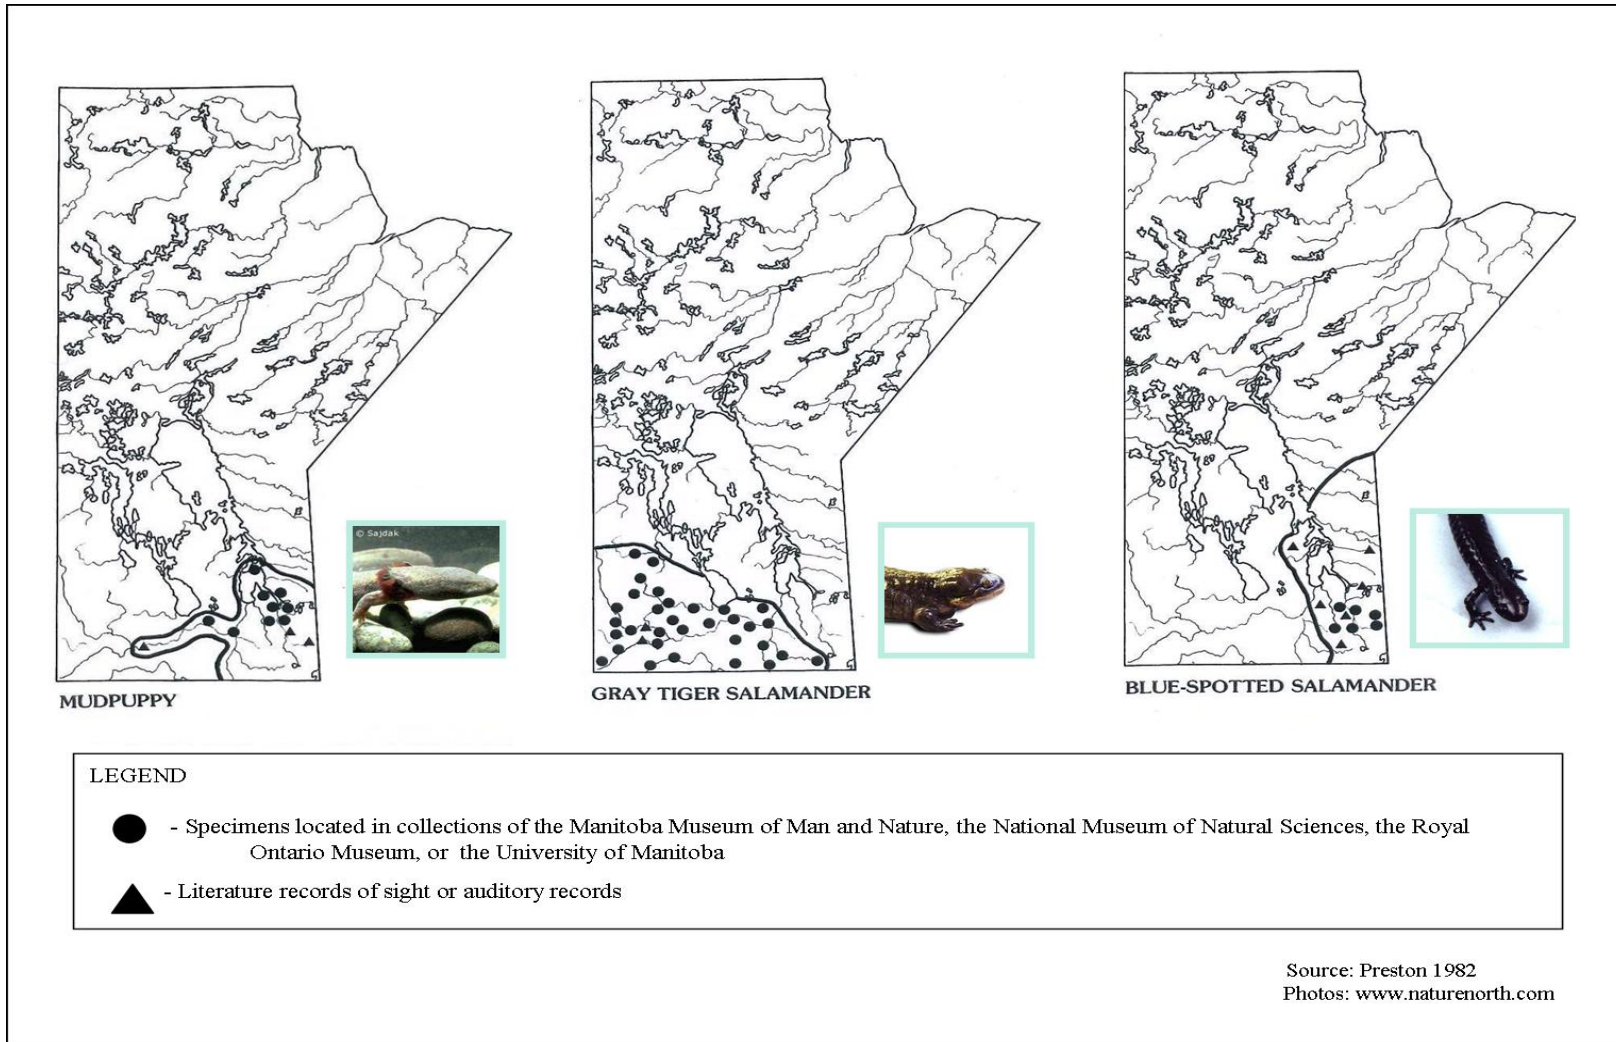 © Sajdak
MUDPUPPY
GRAY TIGER SALAMANDER
BLUE-SPOTTED SALAMANDER
LEGEND
- Specimens located in collections of the Manitoba Museum of Man and Nature, the National Museum of Natural Sciences, the Royal
Ontario Museum, or the University of Manitoba
- Literature records of sight or auditory records
Source: Preston 1982
Photos: www.naturenorth.com